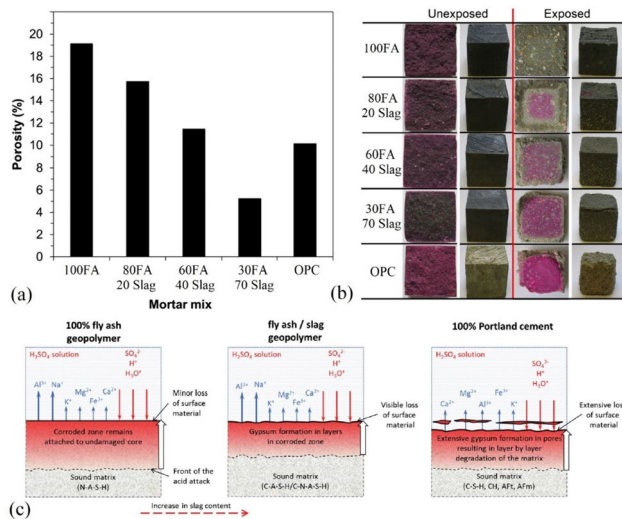 20
18
16
14
12
10
8
6
4
2
0
Porosity (%)
100FA
80FA
20 Slag
60FA
40 Slag
30FA
70 Slag
OPC
Mortar mix
(a)
Unexposed
Exposed
100FA
80FA
20 Slag
60FA
40 Slag
30FA
70 Slag
OPC
(b)
100% fly ash
geopolymer
H₂SO₄ solution
SO₄²⁻
H⁺
H₃O⁺
Al³⁺ Na⁺
K⁺ Mg²⁺ Fe³⁺ Ca²⁺
Minor loss
of surface
material
Corroded zone remains
attached to undamaged core
Front of the
acid attack
Sound matrix
(N-A-S-H)
fly ash / slag
geopolymer
H₂SO₄ solution
SO₄²⁻
H⁺
H₃O⁺
Al³⁺ Na⁺
K⁺ Mg²⁺ Fe³⁺ Ca²⁺
Visible loss
of surface
material
Gypsum formation in layers
in corroded zone
Sound matrix
(C-A-S-H/C-N-A-S-H)
100% Portland cement
H₂SO₄ solution
SO₄²⁻
H⁺
H₃O⁺
Ca²⁺ Mg²⁺ Al³⁺ Fe³⁺ K⁺
Extensive loss
of surface
material
Extensive gypsum formation in pores
resulting in layer by layer
degradation of the matrix
Sound matrix
(C-S-H, CH, AFt, AFm)
(c)
Increase in slag content